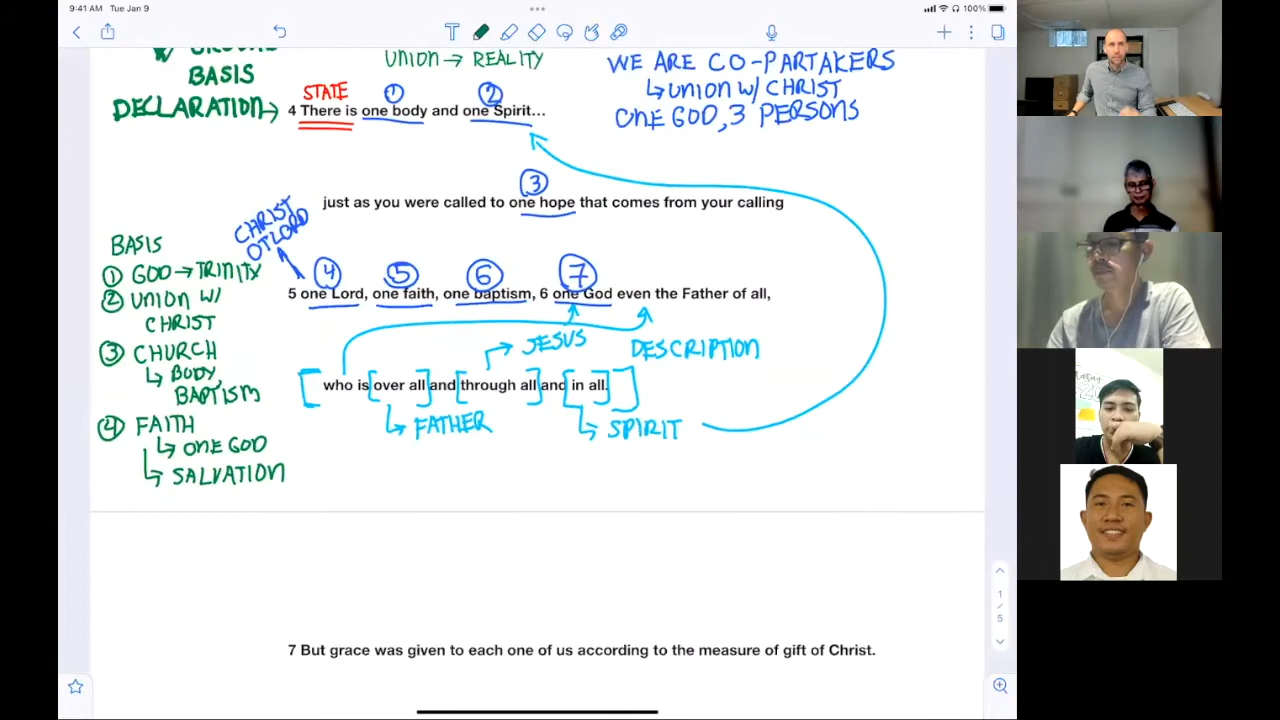 9:41 AM Tue Jan 9
100%
GROUND
BASIS
DECLARATION →
UNION → REALITY
WE ARE CO-PARTAKERS
↳ UNION W/ CHRIST
ONE GOD, 3 PERSONS
STATE
1
2
4 There is one body and one Spirit...
3
just as you were called to one hope that comes from your calling
CHRIST
OT LORD
4
5
6
7
5 one Lord, one faith, one baptism, 6 one God even the Father of all,
→ JESUS
DESCRIPTION
[who is [over all] and [through all] and [in all.]]
↳ FATHER
↳ SPIRIT
BASIS
1 GOD → TRINITY
2 UNION W/
CHRIST
3 CHURCH
↳ BODY,
BAPTISM
4 FAITH
↳ ONE GOD
↳ SALVATION
7 But grace was given to each one of us according to the measure of gift of Christ.
1
/
5